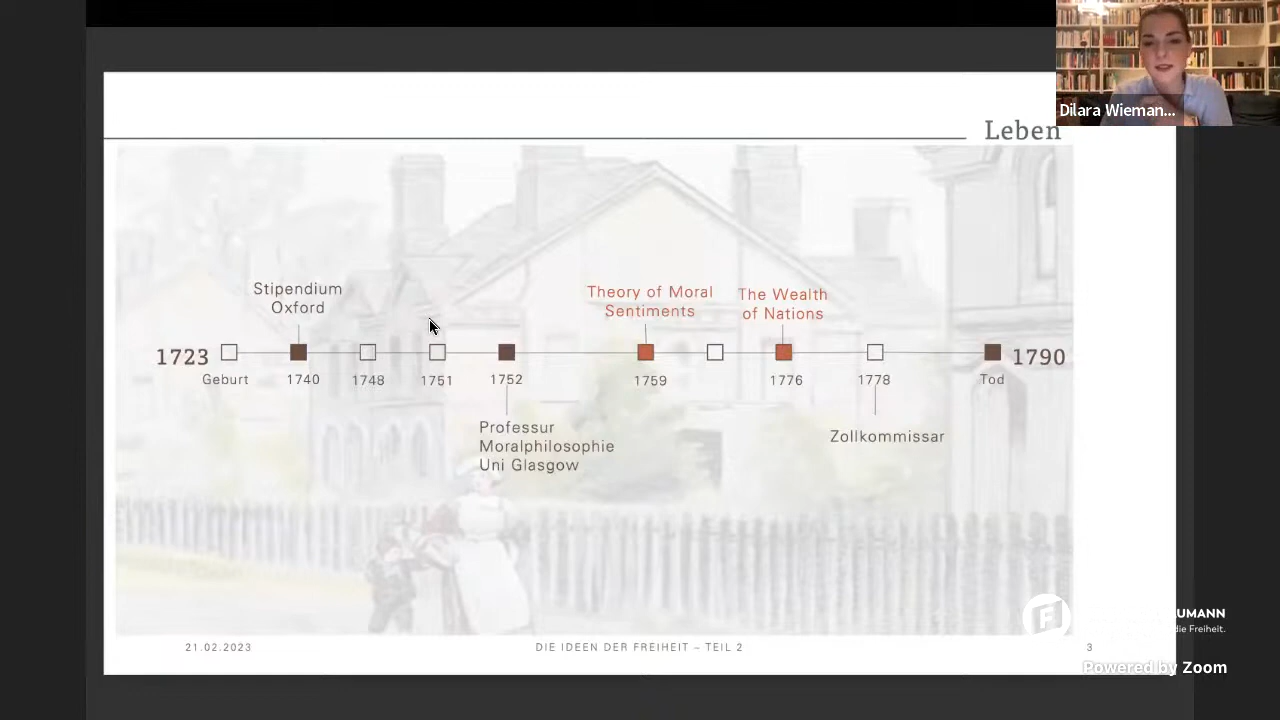 Dilara Wieman...
Leben
Stipendium
Oxford
Theory of Moral
Sentiments
The Wealth
of Nations
1723
1790
Geburt
1740
1748
1751
1752
1759
1776
1778
Tod
Professur
Moralphilosophie
Uni Glasgow
Zollkommissar
UMANN
die Freiheit.
21.02.2023
DIE IDEEN DER FREIHEIT – TEIL 2
3
Powered by Zoom